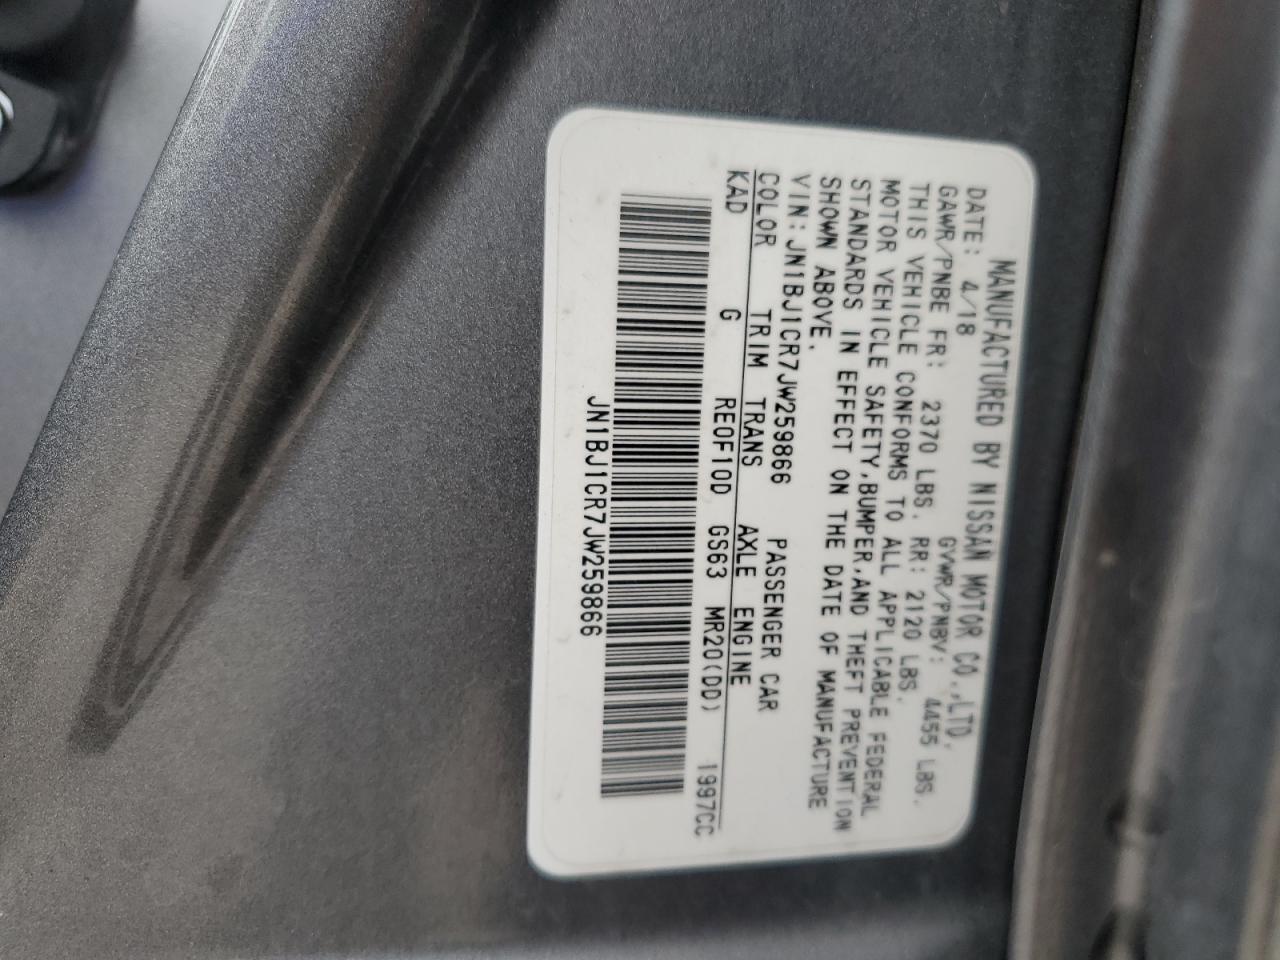 MANUFACTURED BY NISSAN MOTOR CO.,LTD.
DATE: 4/18 GVWR/PNBV: 4455 LBS.
GAWR/PNBE FR: 2370 LBS. RR: 2120 LBS.
THIS VEHICLE CONFORMS TO ALL APPLICABLE FEDERAL
MOTOR VEHICLE SAFETY,BUMPER,AND THEFT PREVENTION
STANDARDS IN EFFECT ON THE DATE OF MANUFACTURE
SHOWN ABOVE.
VIN:JN1BJ1CR7JW259866 PASSENGER CAR
COLOR TRIM TRANS AXLE ENGINE
KAD G RE0F10D GS63 MR20(DD) 1997CC
JN1BJ1CR7JW259866